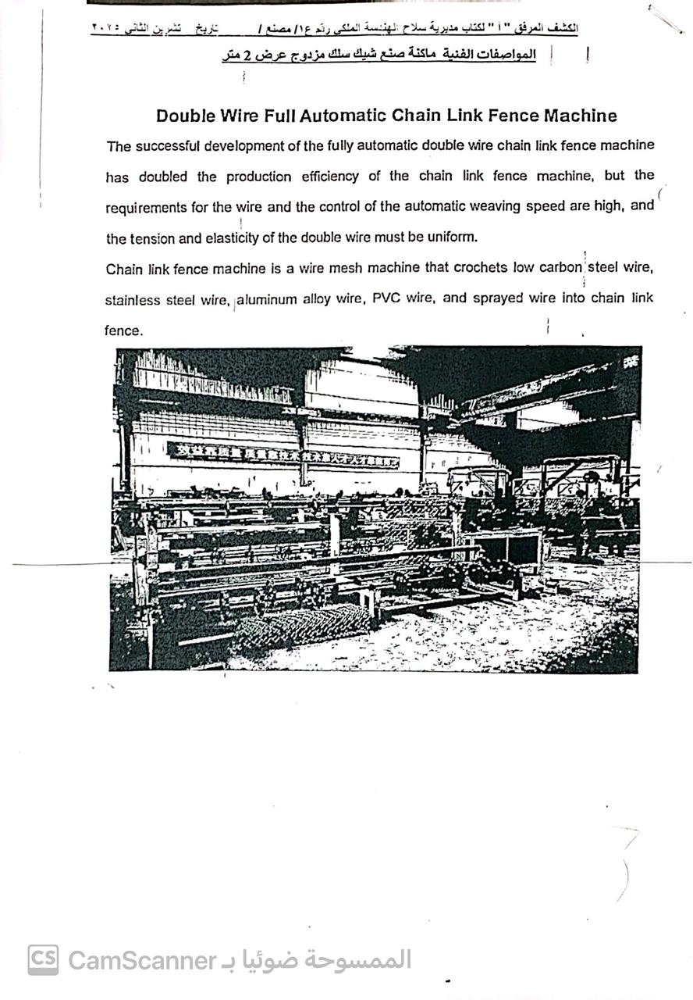 الكشف المرفق "أ" لكتاب مديرية سلاح الهندسة الملكي رقم ع١/ مصنع / تاريخ تشرين الثاني ٢٠٢٥
المواصفات الفنية ماكنة صنع شيك سلك مزدوج عرض 2 متر
Double Wire Full Automatic Chain Link Fence Machine
The successful development of the fully automatic double wire chain link fence machine
has doubled the production efficiency of the chain link fence machine, but the
requirements for the wire and the control of the automatic weaving speed are high, and
the tension and elasticity of the double wire must be uniform.
Chain link fence machine is a wire mesh machine that crochets low carbon steel wire,
stainless steel wire, aluminum alloy wire, PVC wire, and sprayed wire into chain link
fence.
CS CamScanner الممسوحة ضوئيا بـ